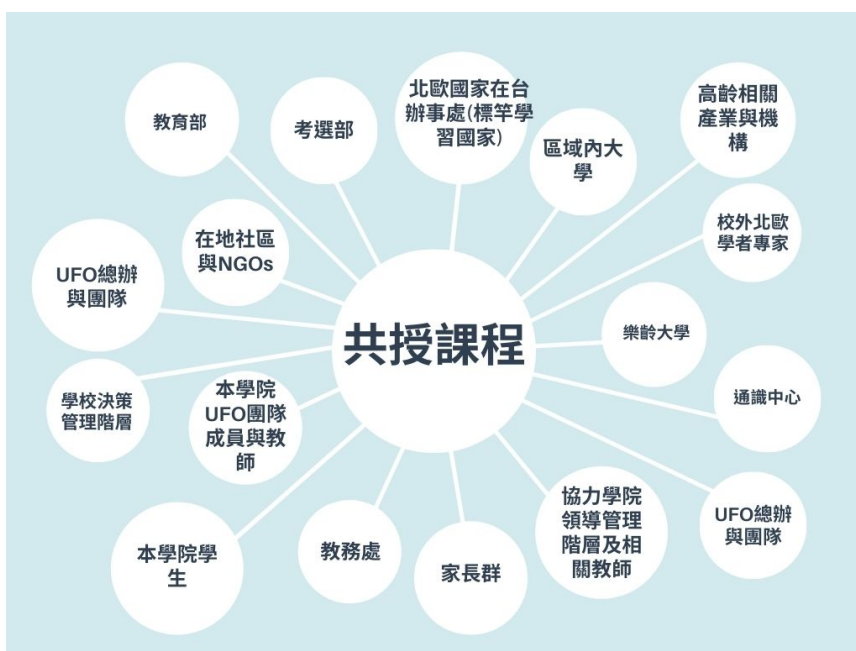 教育部
考選部
北歐國家在台
辦事處(標竿學
習國家)
區域內大
學
高齡相關
產業與機
構
在地社區
與NGOs
校外北歐
學者專家
UFO總辦
與團隊
共授課程
樂齡大學
學校決策
管理階層
本學院
UFO團隊
成員與教
師
通識中心
本學院學
生
教務處
家長群
協力學院
領導管理
階層及相
關教師
UFO總辦
與團隊